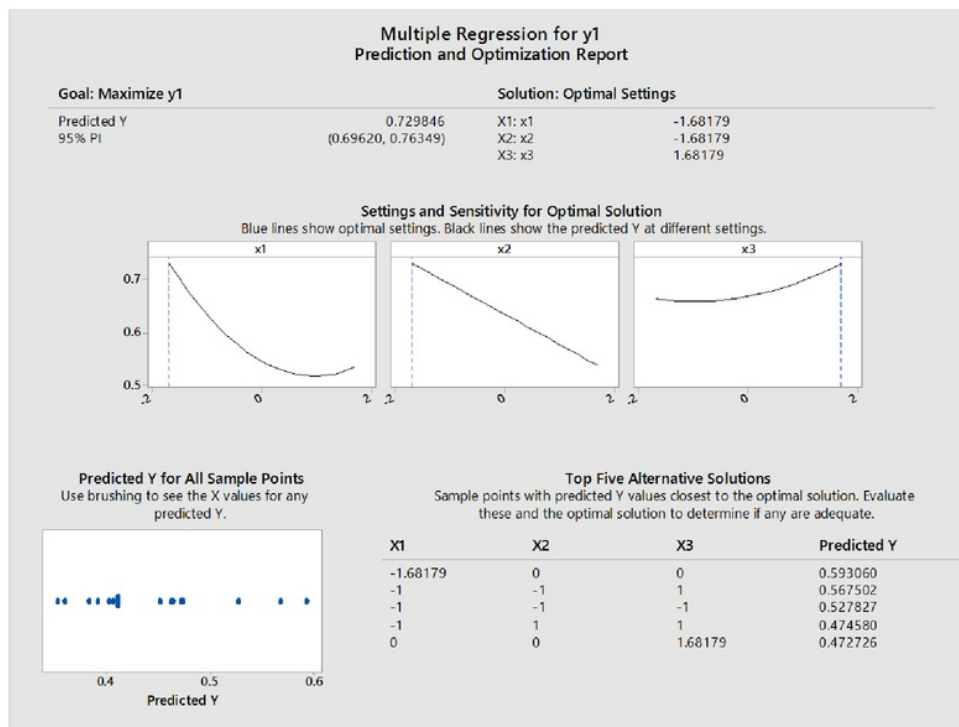 Multiple Regression for y1
Prediction and Optimization Report
Goal: Maximize y1
Predicted Y 0.729846
95% PI (0.69620, 0.76349)
Solution: Optimal Settings
X1: x1 -1.68179
X2: x2 -1.68179
X3: x3 1.68179
Settings and Sensitivity for Optimal Solution
Blue lines show optimal settings. Black lines show the predicted Y at different settings.
x1 x2 x3
0.7
0.6
0.5
-2 0 2 -2 0 2 -2 0 2
Predicted Y for All Sample Points
Use brushing to see the X values for any
predicted Y.
0.4 0.5 0.6
Predicted Y
Top Five Alternative Solutions
Sample points with predicted Y values closest to the optimal solution. Evaluate
these and the optimal solution to determine if any are adequate.
X1 X2 X3 Predicted Y
-1.68179 0 0 0.593060
-1 -1 1 0.567502
-1 -1 -1 0.527827
-1 1 1 0.474580
0 0 1.68179 0.472726